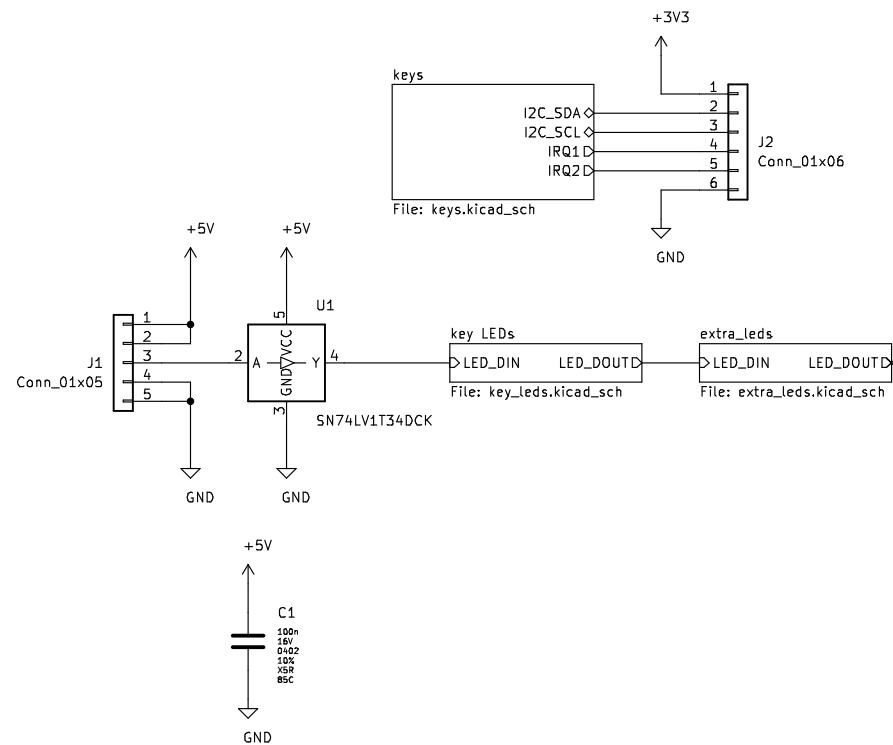 +3V3
keys
I2C_SDA
I2C_SCL
IRQ1
IRQ2
1
2
3
4
5
6
J2
Conn_01x06
File: keys.kicad_sch
GND
+5V
+5V
U1
J1
Conn_01x05
1
2
3
4
5
2
A
5
VCC
GND
3
Y
4
SN74LV1T34DCK
key LEDs
LED_DIN
LED_DOUT
File: key_leds.kicad_sch
extra_leds
LED_DIN
LED_DOUT
File: extra_leds.kicad_sch
GND
GND
+5V
C1
100n
16V
0402
10%
X5R
85C
GND